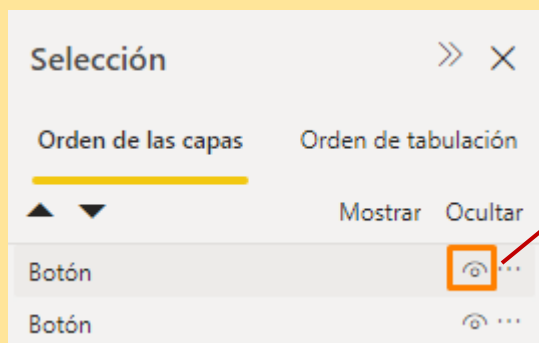 Selección
Orden de las capas Orden de tabulación
Mostrar Ocultar
Botón
Botón